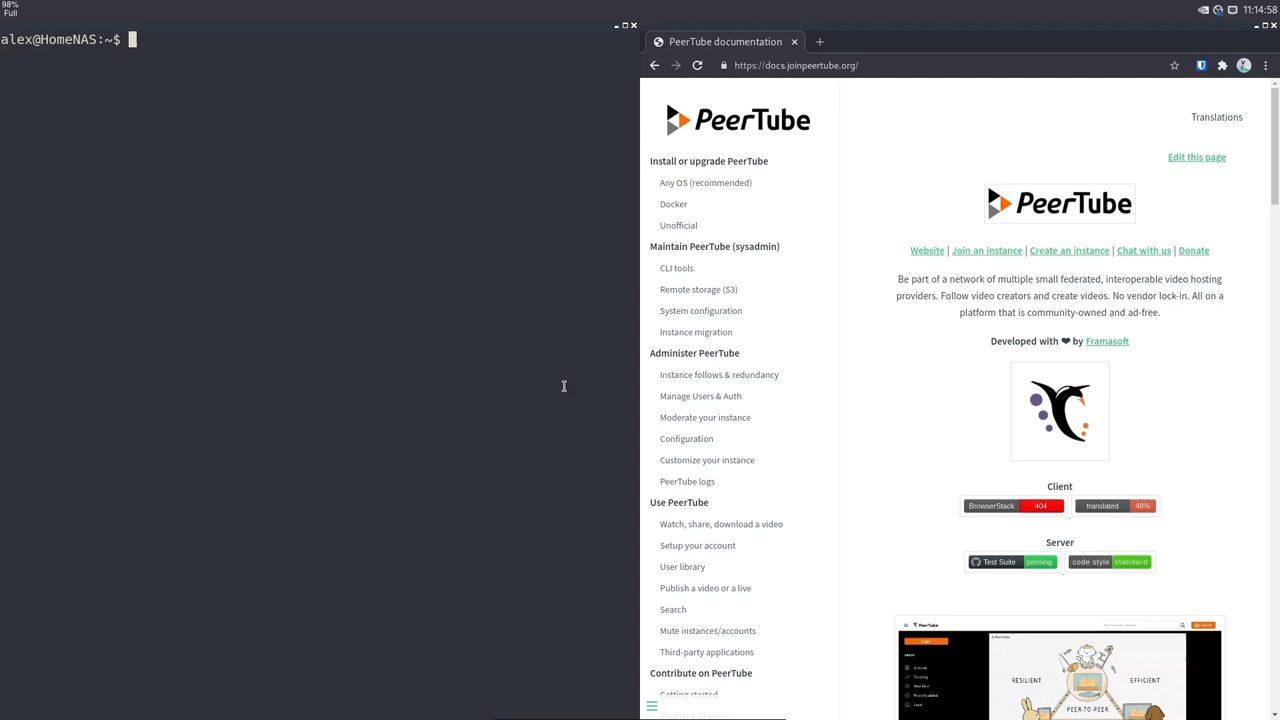 98%
Full
11:14:58
alex@HomeNAS:~$
PeerTube documentation
https://docs.joinpeertube.org/
PeerTube
Install or upgrade PeerTube
Any OS (recommended)
Docker
Unofficial
Maintain PeerTube (sysadmin)
CLI tools
Remote storage (S3)
System configuration
Instance migration
Administer PeerTube
Instance follows & redundancy
Manage Users & Auth
Moderate your instance
Configuration
Customize your instance
PeerTube logs
Use PeerTube
Watch, share, download a video
Setup your account
User library
Publish a video or a live
Search
Mute instances/accounts
Third-party applications
Contribute on PeerTube
Getting started
Plugins & Themes
Translations
Edit this page
PeerTube
Website | Join an instance | Create an instance | Chat with us | Donate
Be part of a network of multiple small federated, interoperable video hosting
providers. Follow video creators and create videos. No vendor lock-in. All on a
platform that is community-owned and ad-free.
Developed with ❤ by Framasoft
Client
BrowserStack 404 translated 48%
Server
Test Suite passing code style standard
PeerTube
RESILIENT EFFICIENT
PEER-TO-PEER